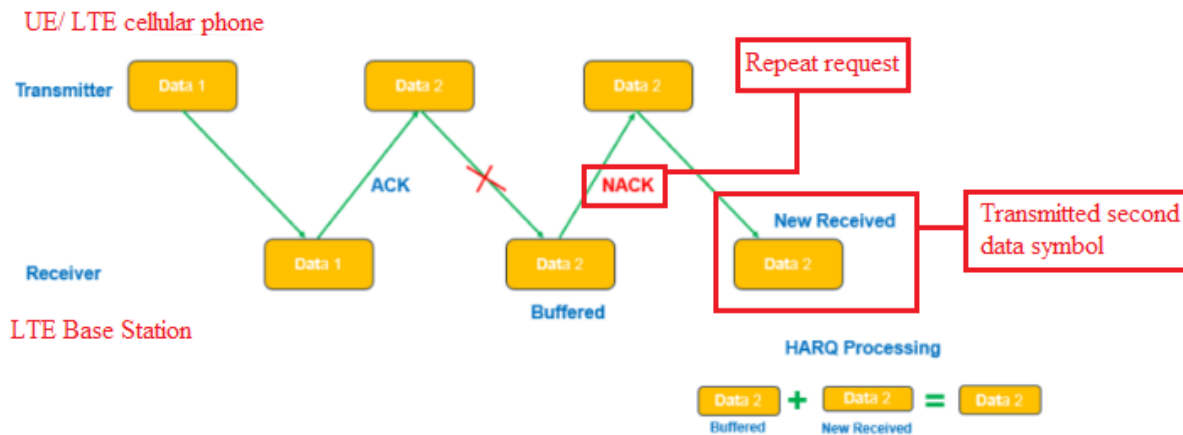 UE/ LTE cellular phone
Repeat request
Transmitter
Data 1
Data 2
Data 2
ACK
NACK
New Received
Transmitted second
data symbol
Receiver
Data 1
Data 2
Data 2
Buffered
LTE Base Station
HARQ Processing
Data 2 + Data 2 = Data 2
Buffered
New Received